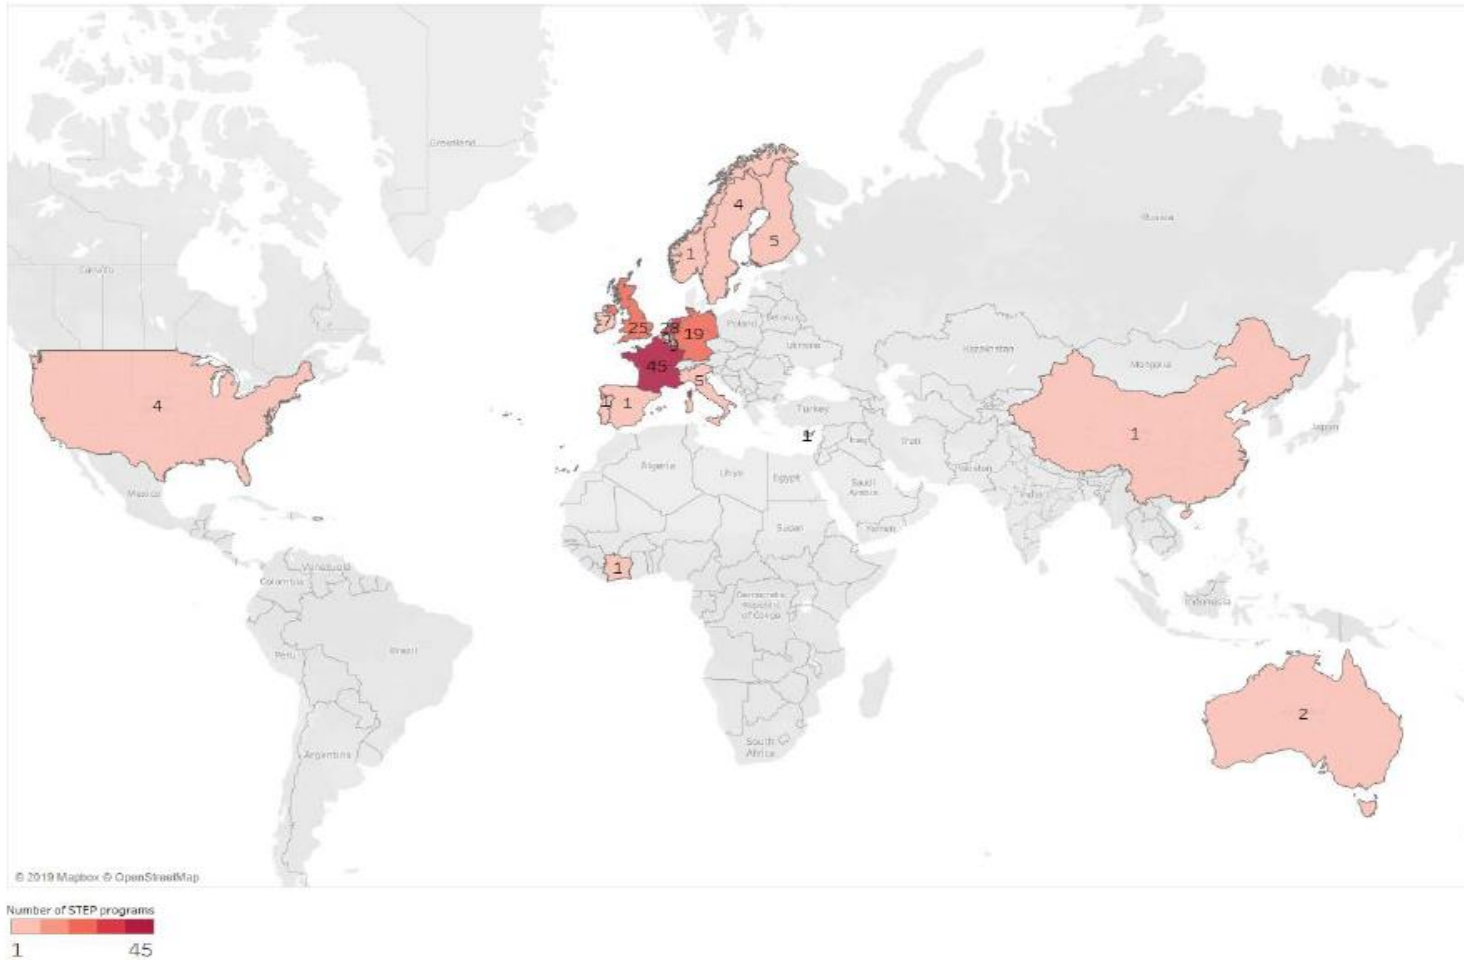 Greenland
4
5
1
Russia
Canada
7
25
28
19
Poland
Belarus
Ukraine
Kazakhstan
Mongolia
45
5
4
1
1
Turkey
1
Iraq
Iran
1
Japan
Algeria
Libya
Egypt
Saudi
Arabia
Pakistan
India
Mexico
Sudan
Yemen
1
Venezuela
Colombia
Democratic
Republic
of Congo
Indonesia
Peru
Brazil
2
South
Africa
Argentina
© 2019 Mapbox © OpenStreetMap
Number of STEP programs
1 45